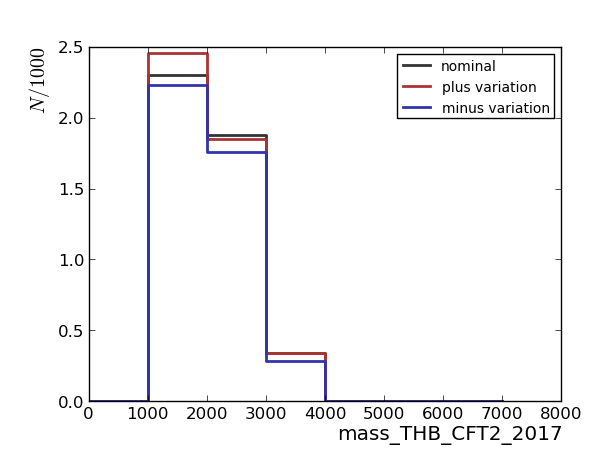 N/1000
2.5
2.0
1.5
1.0
0.5
0.0
nominal
plus variation
minus variation
0 1000 2000 3000 4000 5000 6000 7000 8000
mass_THB_CFT2_2017